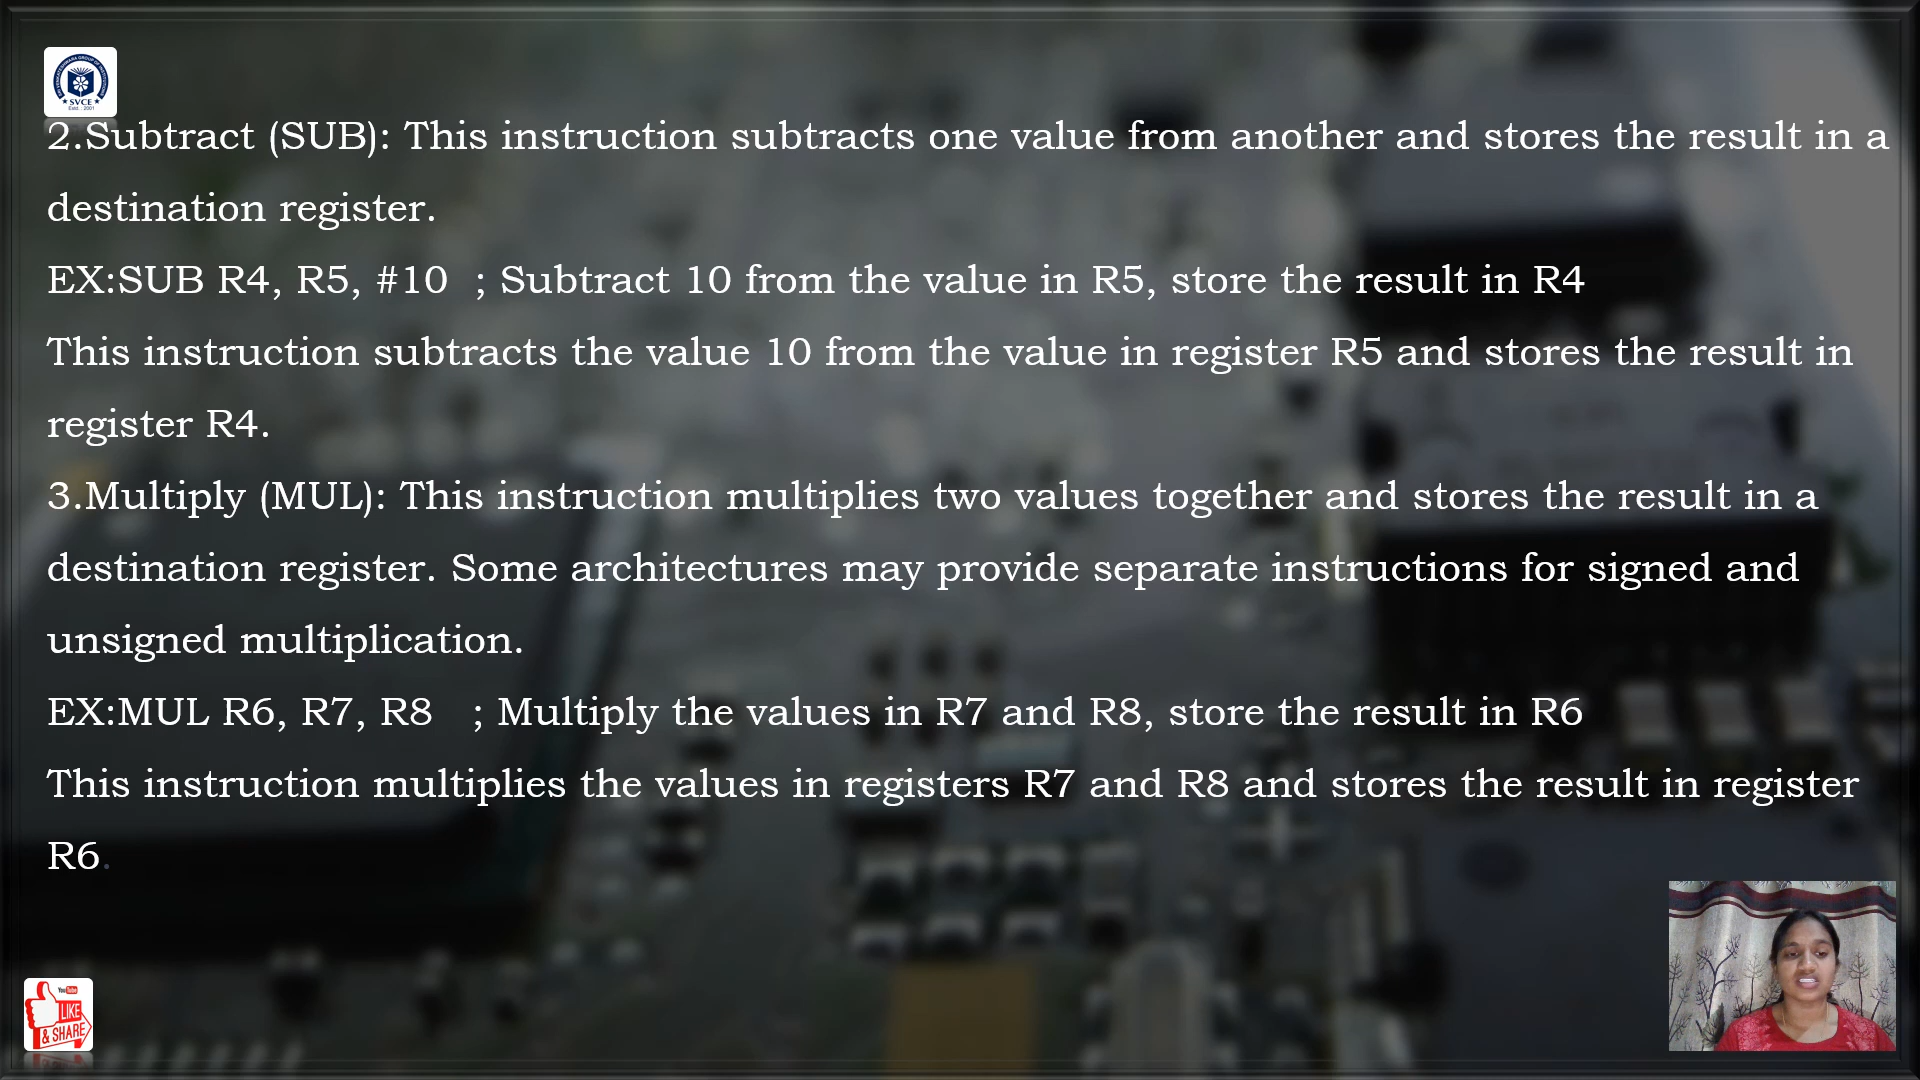 SVCE
Estd. : 2001
2.Subtract (SUB): This instruction subtracts one value from another and stores the result in a
destination register.
EX:SUB R4, R5, #10 ; Subtract 10 from the value in R5, store the result in R4
This instruction subtracts the value 10 from the value in register R5 and stores the result in
register R4.
3.Multiply (MUL): This instruction multiplies two values together and stores the result in a
destination register. Some architectures may provide separate instructions for signed and
unsigned multiplication.
EX:MUL R6, R7, R8 ; Multiply the values in R7 and R8, store the result in R6
This instruction multiplies the values in registers R7 and R8 and stores the result in register
R6.
YouTube
LIKE
& SHARE